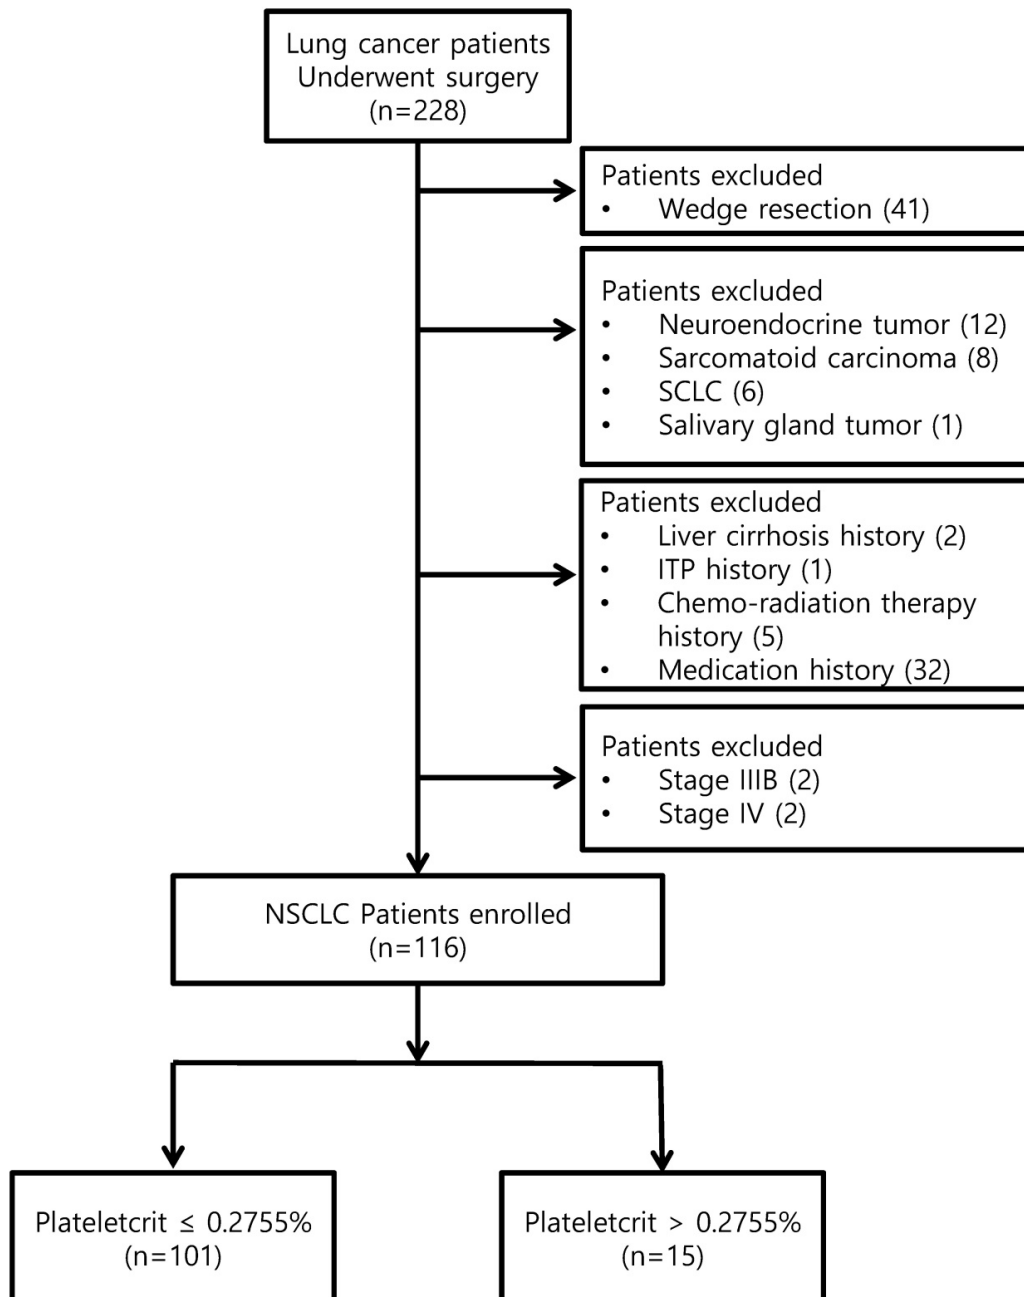 Lung cancer patients
Underwent surgery
(n=228)
Patients excluded
• Wedge resection (41)
Patients excluded
• Neuroendocrine tumor (12)
• Sarcomatoid carcinoma (8)
• SCLC (6)
• Salivary gland tumor (1)
Patients excluded
• Liver cirrhosis history (2)
• ITP history (1)
• Chemo-radiation therapy
history (5)
• Medication history (32)
Patients excluded
• Stage IIIB (2)
• Stage IV (2)
NSCLC Patients enrolled
(n=116)
Plateletcrit ≤ 0.2755%
(n=101)
Plateletcrit > 0.2755%
(n=15)